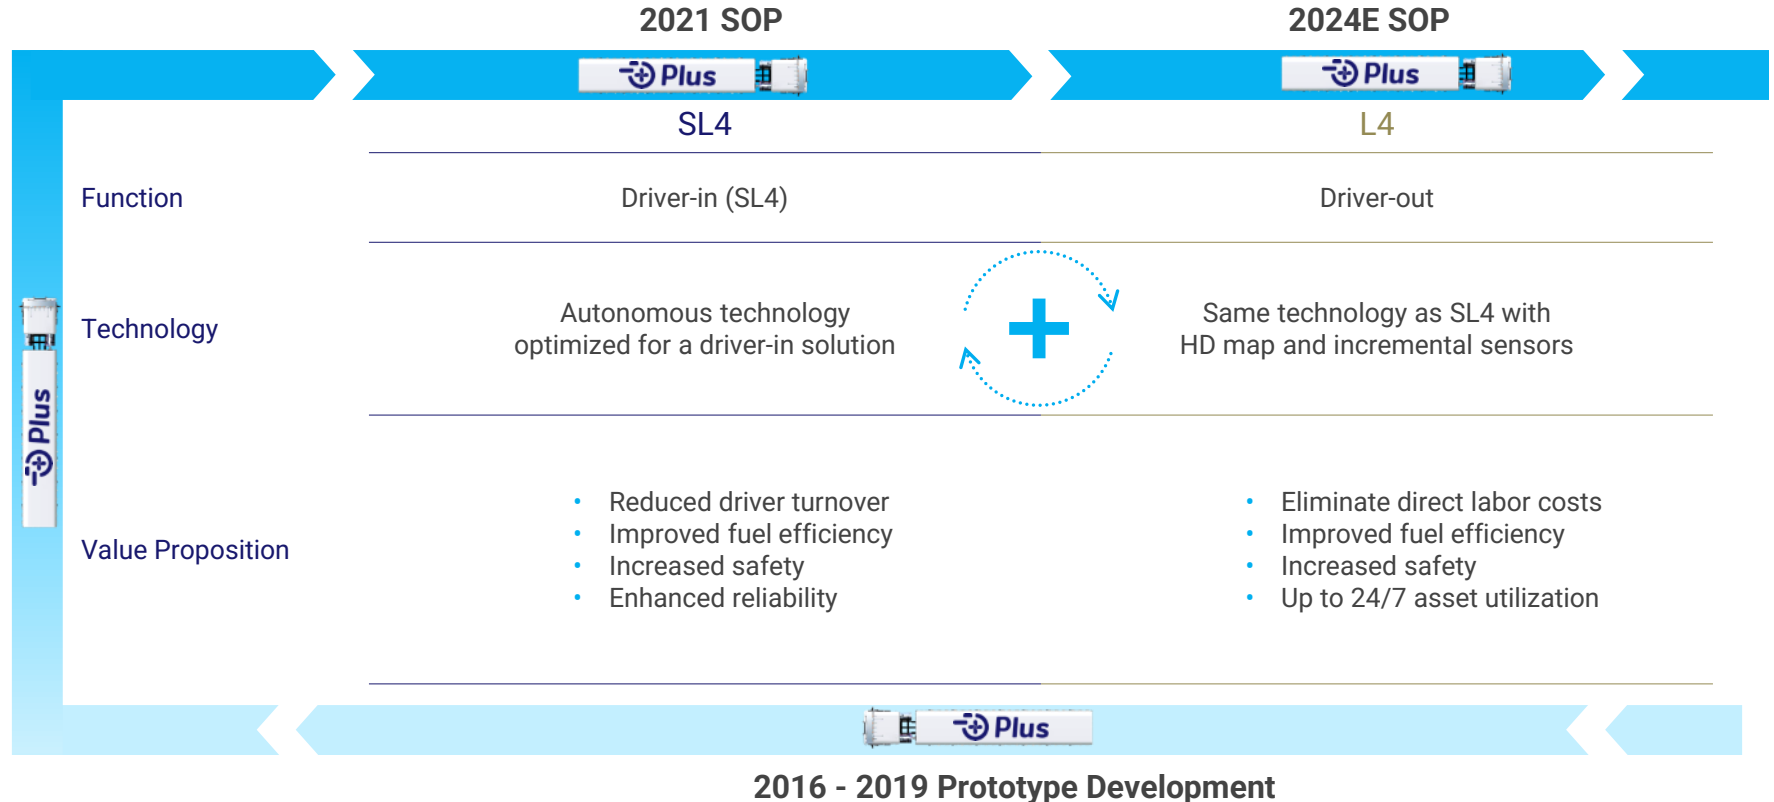 2021 SOP
2024E SOP
Plus
Plus
SL4
L4
Function
Driver-in (SL4)
Driver-out
Technology
Autonomous technology
optimized for a driver-in solution
Same technology as SL4 with
HD map and incremental sensors
Plus
Value Proposition
• Reduced driver turnover
• Improved fuel efficiency
• Increased safety
• Enhanced reliability
• Eliminate direct labor costs
• Improved fuel efficiency
• Increased safety
• Up to 24/7 asset utilization
Plus
2016 - 2019 Prototype Development